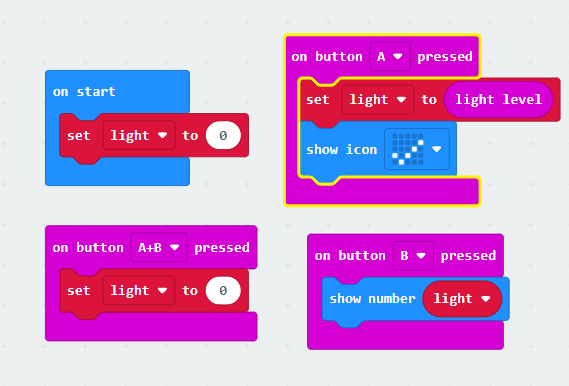 on start
set light to 0
on button A pressed
set light to light level
show icon
on button A+B pressed
set light to 0
on button B pressed
show number light